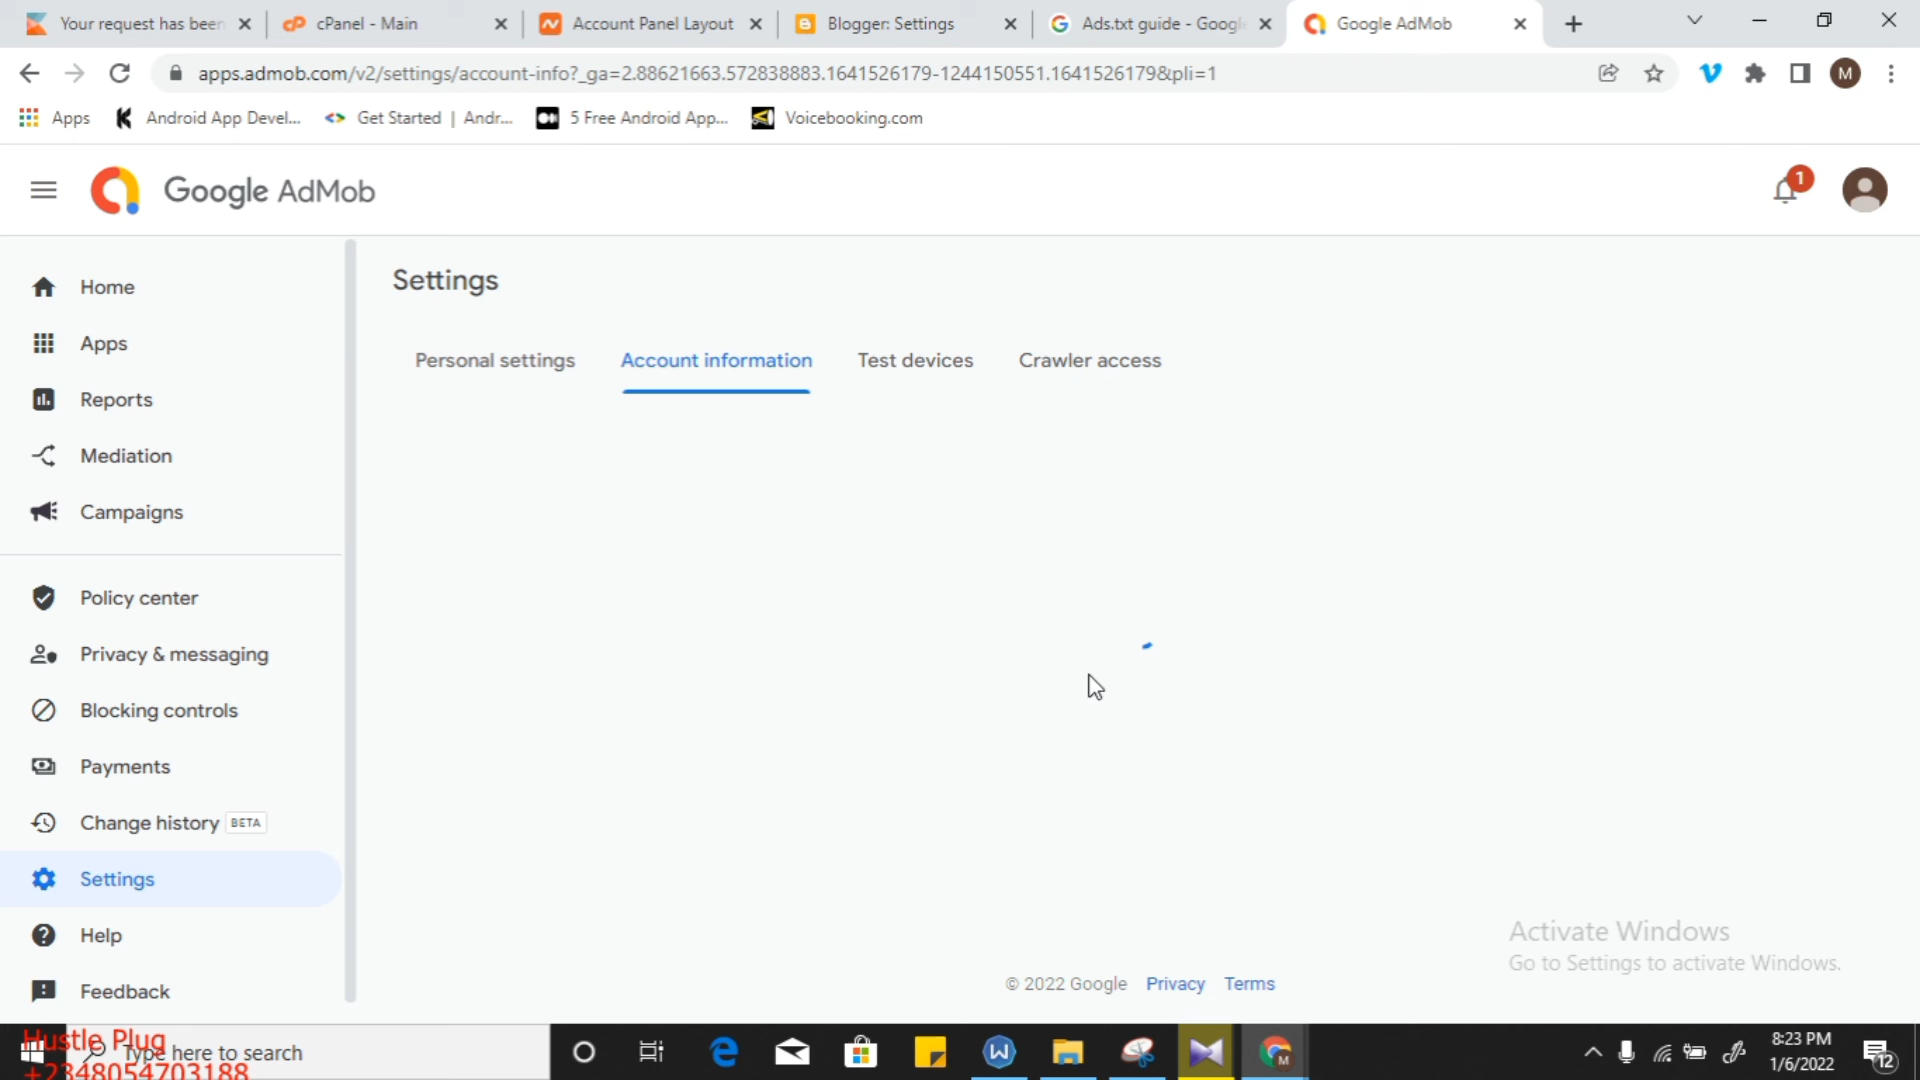 Your request has been
cPanel - Main
Account Panel Layout
Blogger: Settings
Ads.txt guide - Google
Google AdMob
apps.admob.com/v2/settings/account-info?_ga=2.88621663.572838883.1641526179-1244150551.1641526179&pli=1
M
Apps
Android App Devel...
Get Started | Andr...
5 Free Android App...
Voicebooking.com
Google AdMob
1
Home
Apps
Reports
Mediation
Campaigns
Policy center
Privacy & messaging
Blocking controls
Payments
Change history BETA
Settings
Help
Feedback
Settings
Personal settings
Account information
Test devices
Crawler access
Activate Windows
Go to Settings to activate Windows.
© 2022 Google Privacy Terms
Hustle Plug
+2348054703188
Type here to search
8:23 PM
1/6/2022
12